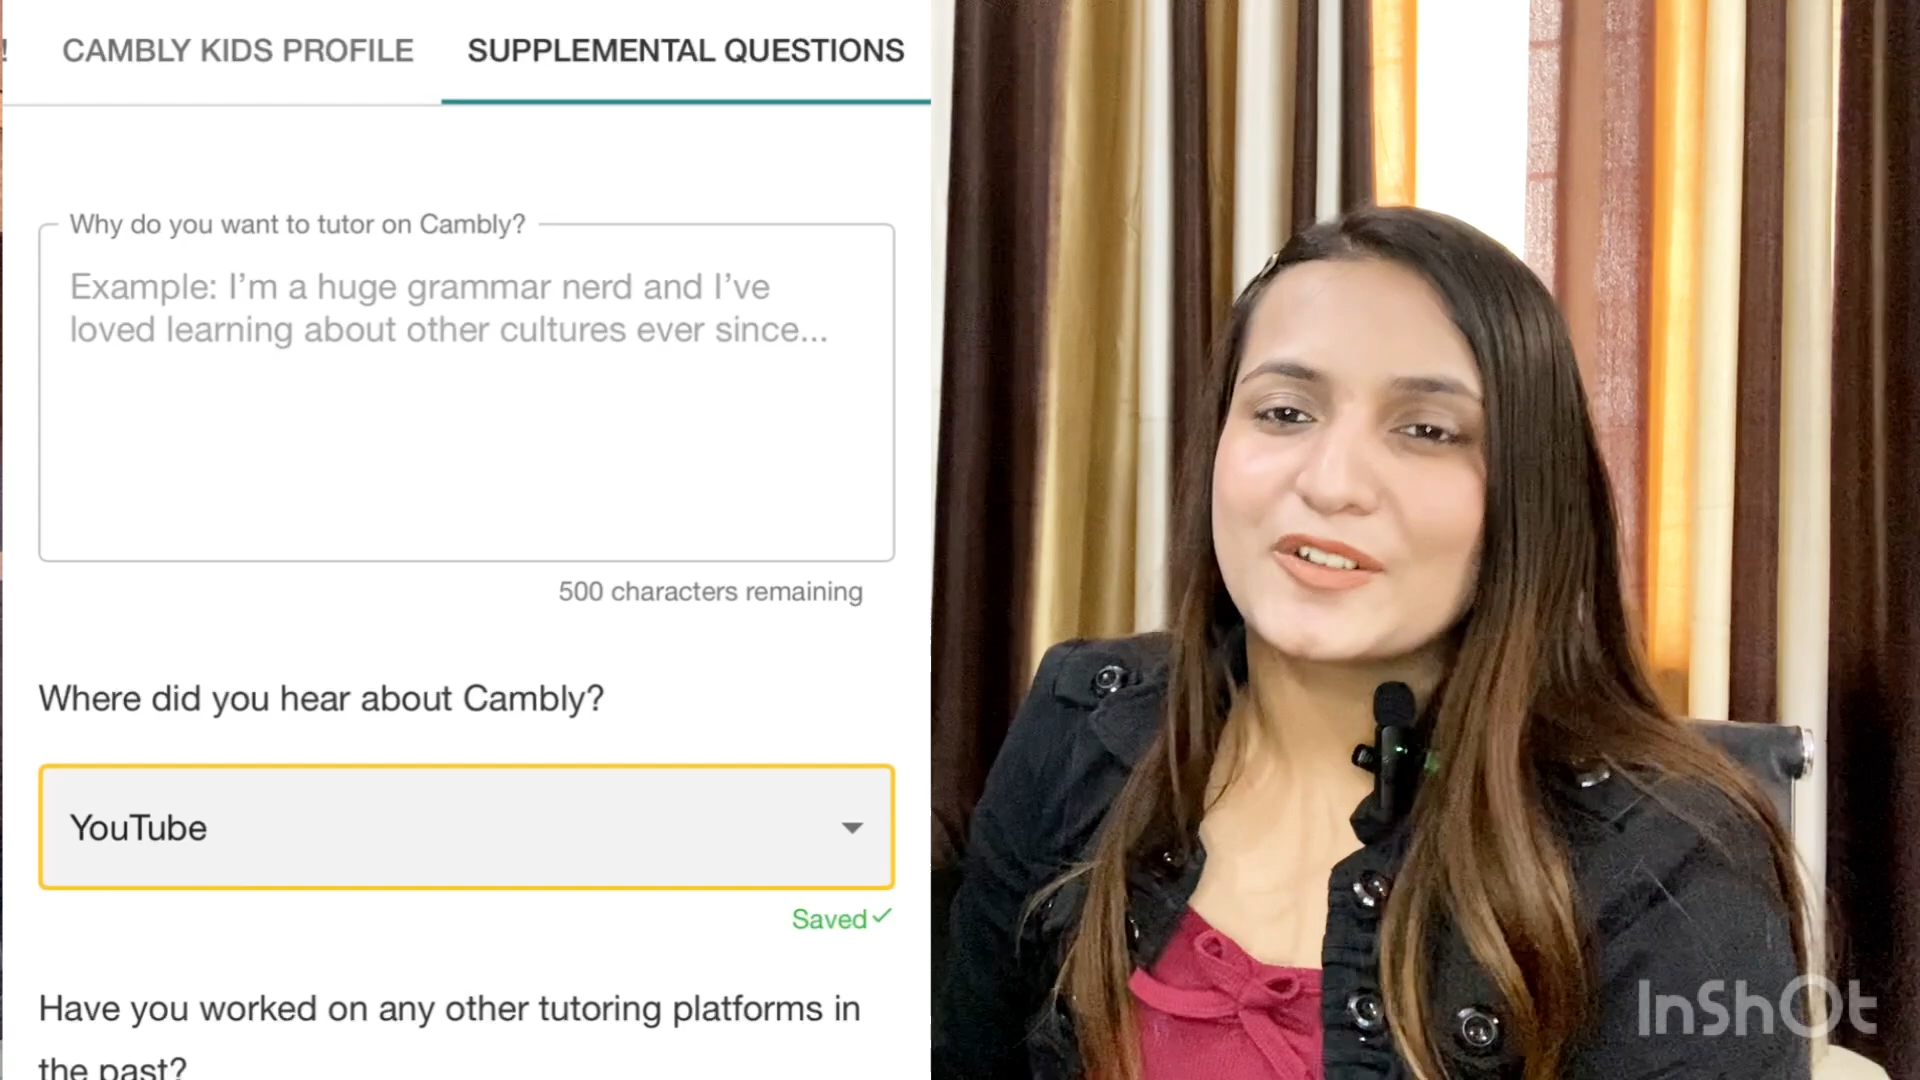 !
CAMBLY KIDS PROFILE
SUPPLEMENTAL QUESTIONS
Why do you want to tutor on Cambly?
Example: I’m a huge grammar nerd and I’ve
loved learning about other cultures ever since...
500 characters remaining
Where did you hear about Cambly?
YouTube
Saved
Have you worked on any other tutoring platforms in
the past?
InShOt